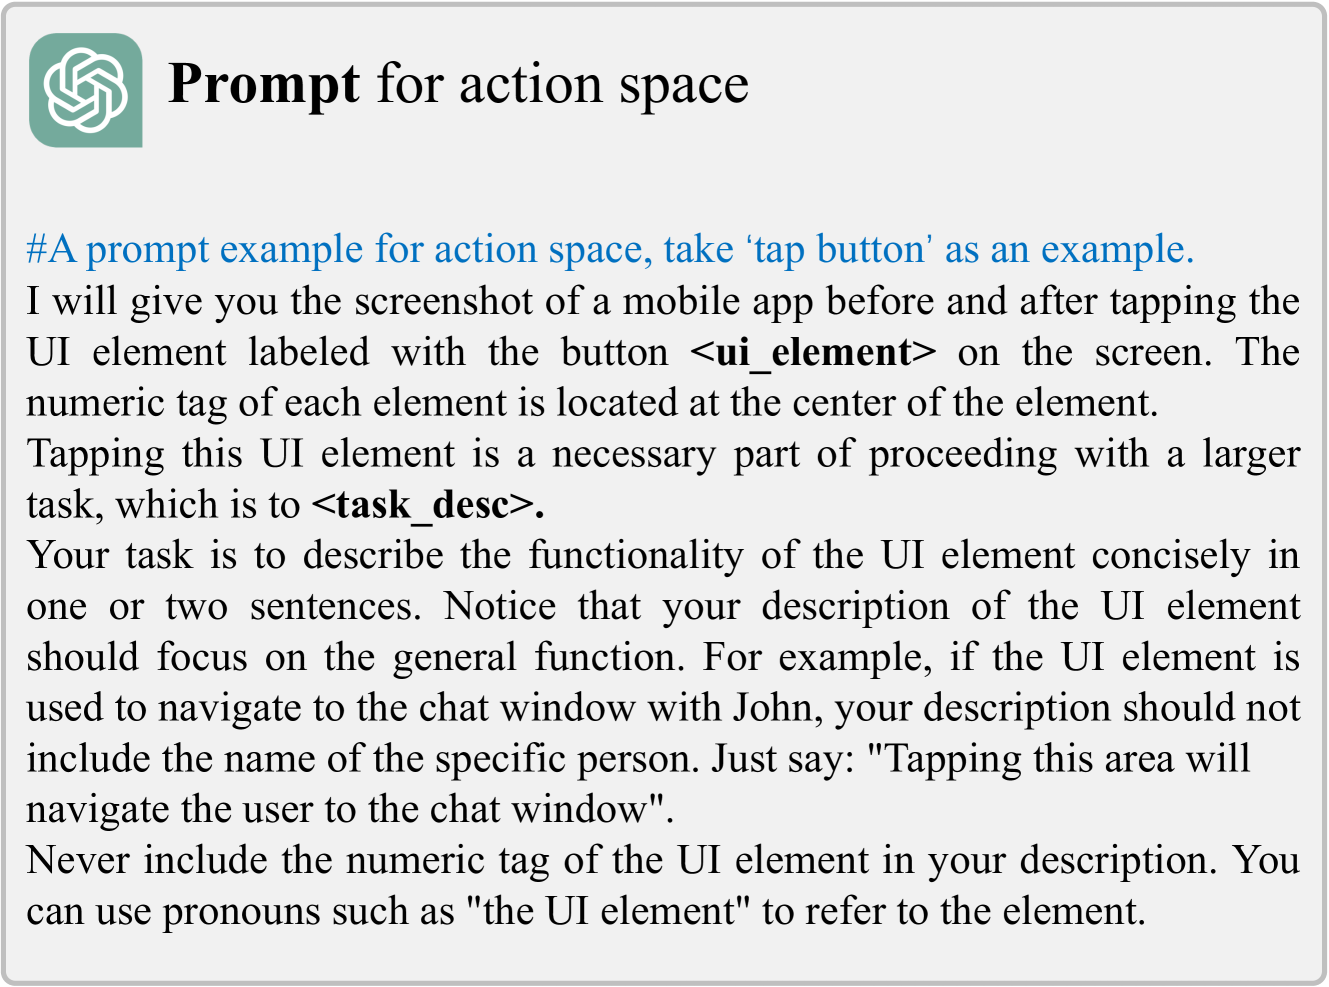 Prompt for action space
#A prompt example for action space, take ‘tap button’ as an example.
I will give you the screenshot of a mobile app before and after tapping the
UI element labeled with the button <ui_element> on the screen. The
numeric tag of each element is located at the center of the element.
Tapping this UI element is a necessary part of proceeding with a larger
task, which is to <task_desc>.
Your task is to describe the functionality of the UI element concisely in
one or two sentences. Notice that your description of the UI element
should focus on the general function. For example, if the UI element is
used to navigate to the chat window with John, your description should not
include the name of the specific person. Just say: "Tapping this area will
navigate the user to the chat window".
Never include the numeric tag of the UI element in your description. You
can use pronouns such as "the UI element" to refer to the element.